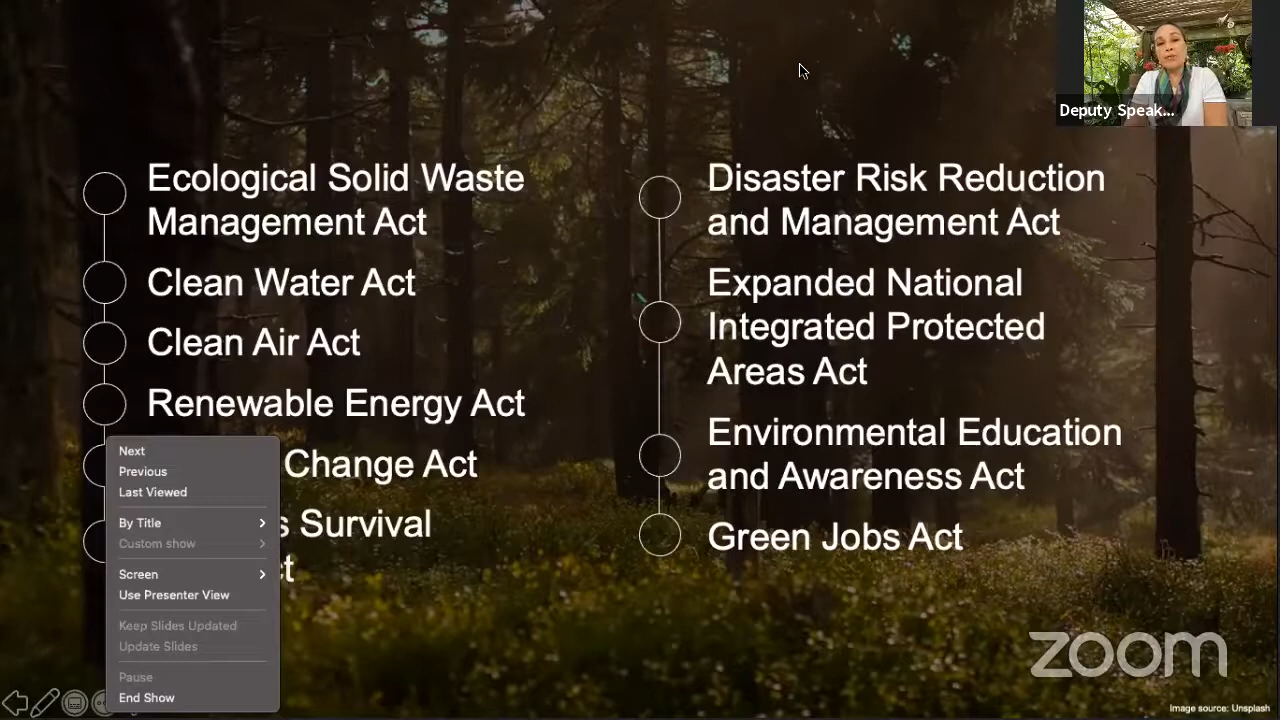 Deputy Speak...
Ecological Solid Waste
Management Act
Clean Water Act
Clean Air Act
Renewable Energy Act
Change Act
s Survival
ct
Disaster Risk Reduction
and Management Act
Expanded National
Integrated Protected
Areas Act
Environmental Education
and Awareness Act
Green Jobs Act
Next
Previous
Last Viewed
By Title
Custom show
Screen
Use Presenter View
Keep Slides Updated
Update Slides
Pause
End Show
zoom
Image source: Unsplash